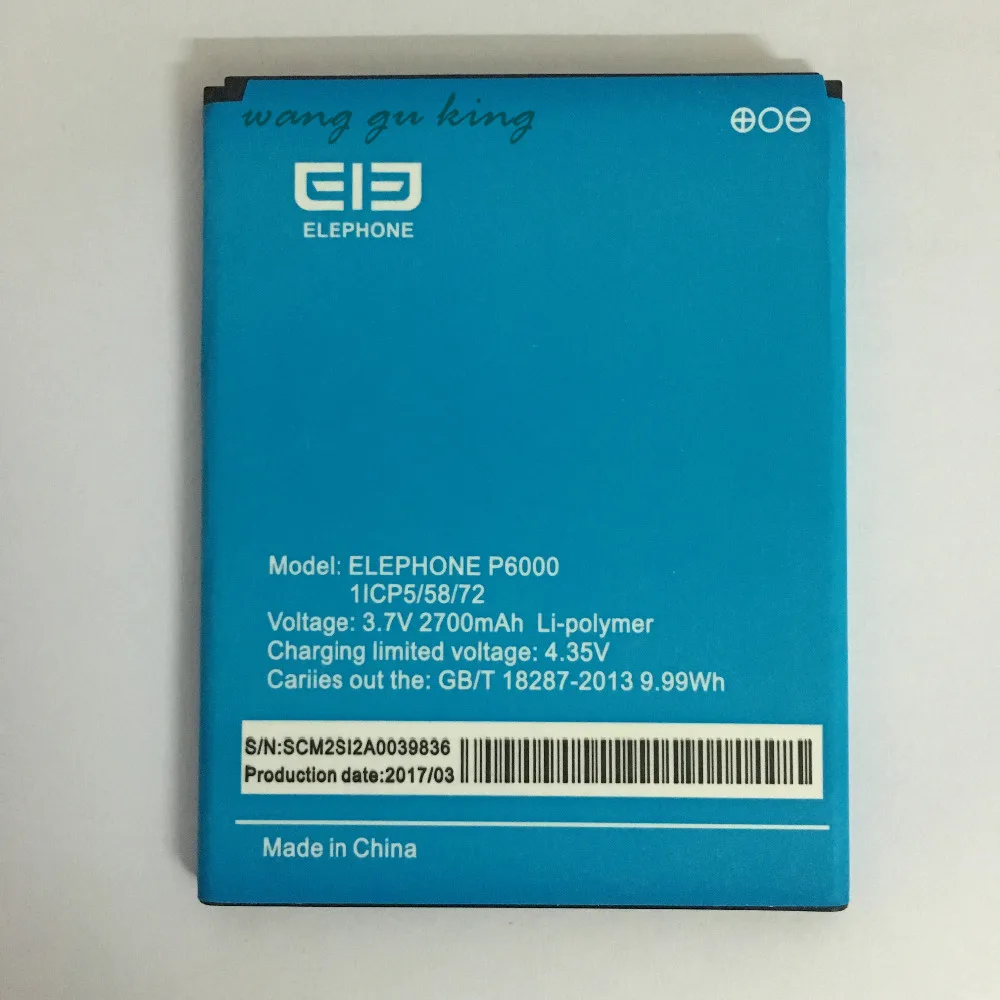 wang gu king
ELEPHONE
Model: ELEPHONE P6000
1ICP5/58/72
Voltage: 3.7V 2700mAh Li-polymer
Charging limited voltage: 4.35V
Cariies out the: GB/T 18287-2013 9.99Wh
S/N:SCM2SI2A0039836
Production date:2017/03
Made in China